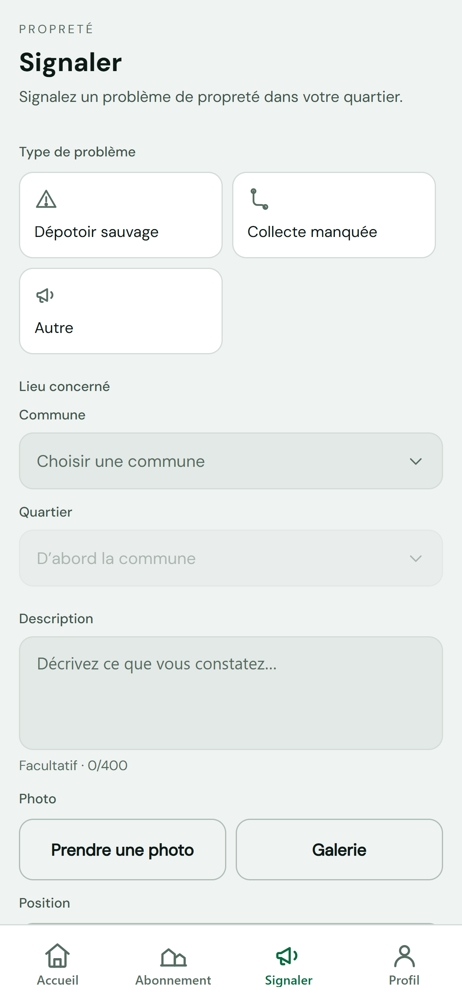 PROPRETÉ
Signaler
Signalez un problème de propreté dans votre quartier.
Type de problème
Dépotoir sauvage
Collecte manquée
Autre
Lieu concerné
Commune
Choisir une commune
Quartier
D’abord la commune
Description
Décrivez ce que vous constatez...
Facultatif · 0/400
Photo
Prendre une photo
Galerie
Position
Accueil
Abonnement
Signaler
Profil